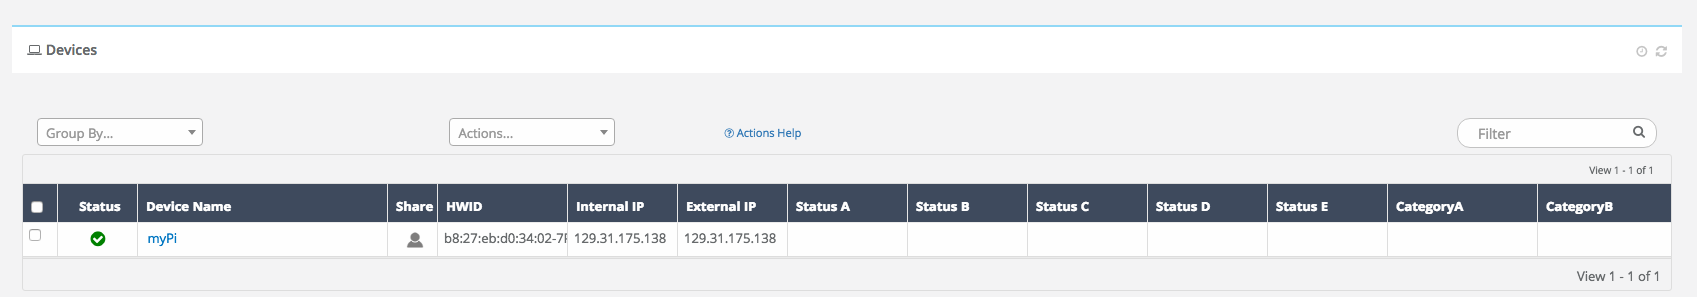 Devices
Group By... Actions... Actions Help Filter
View 1 - 1 of 1
Status Device Name Share HWID Internal IP External IP Status A Status B Status C Status D Status E CategoryA CategoryB
myPi b8:27:eb:d0:34:02-7 129.31.175.138 129.31.175.138
View 1 - 1 of 1